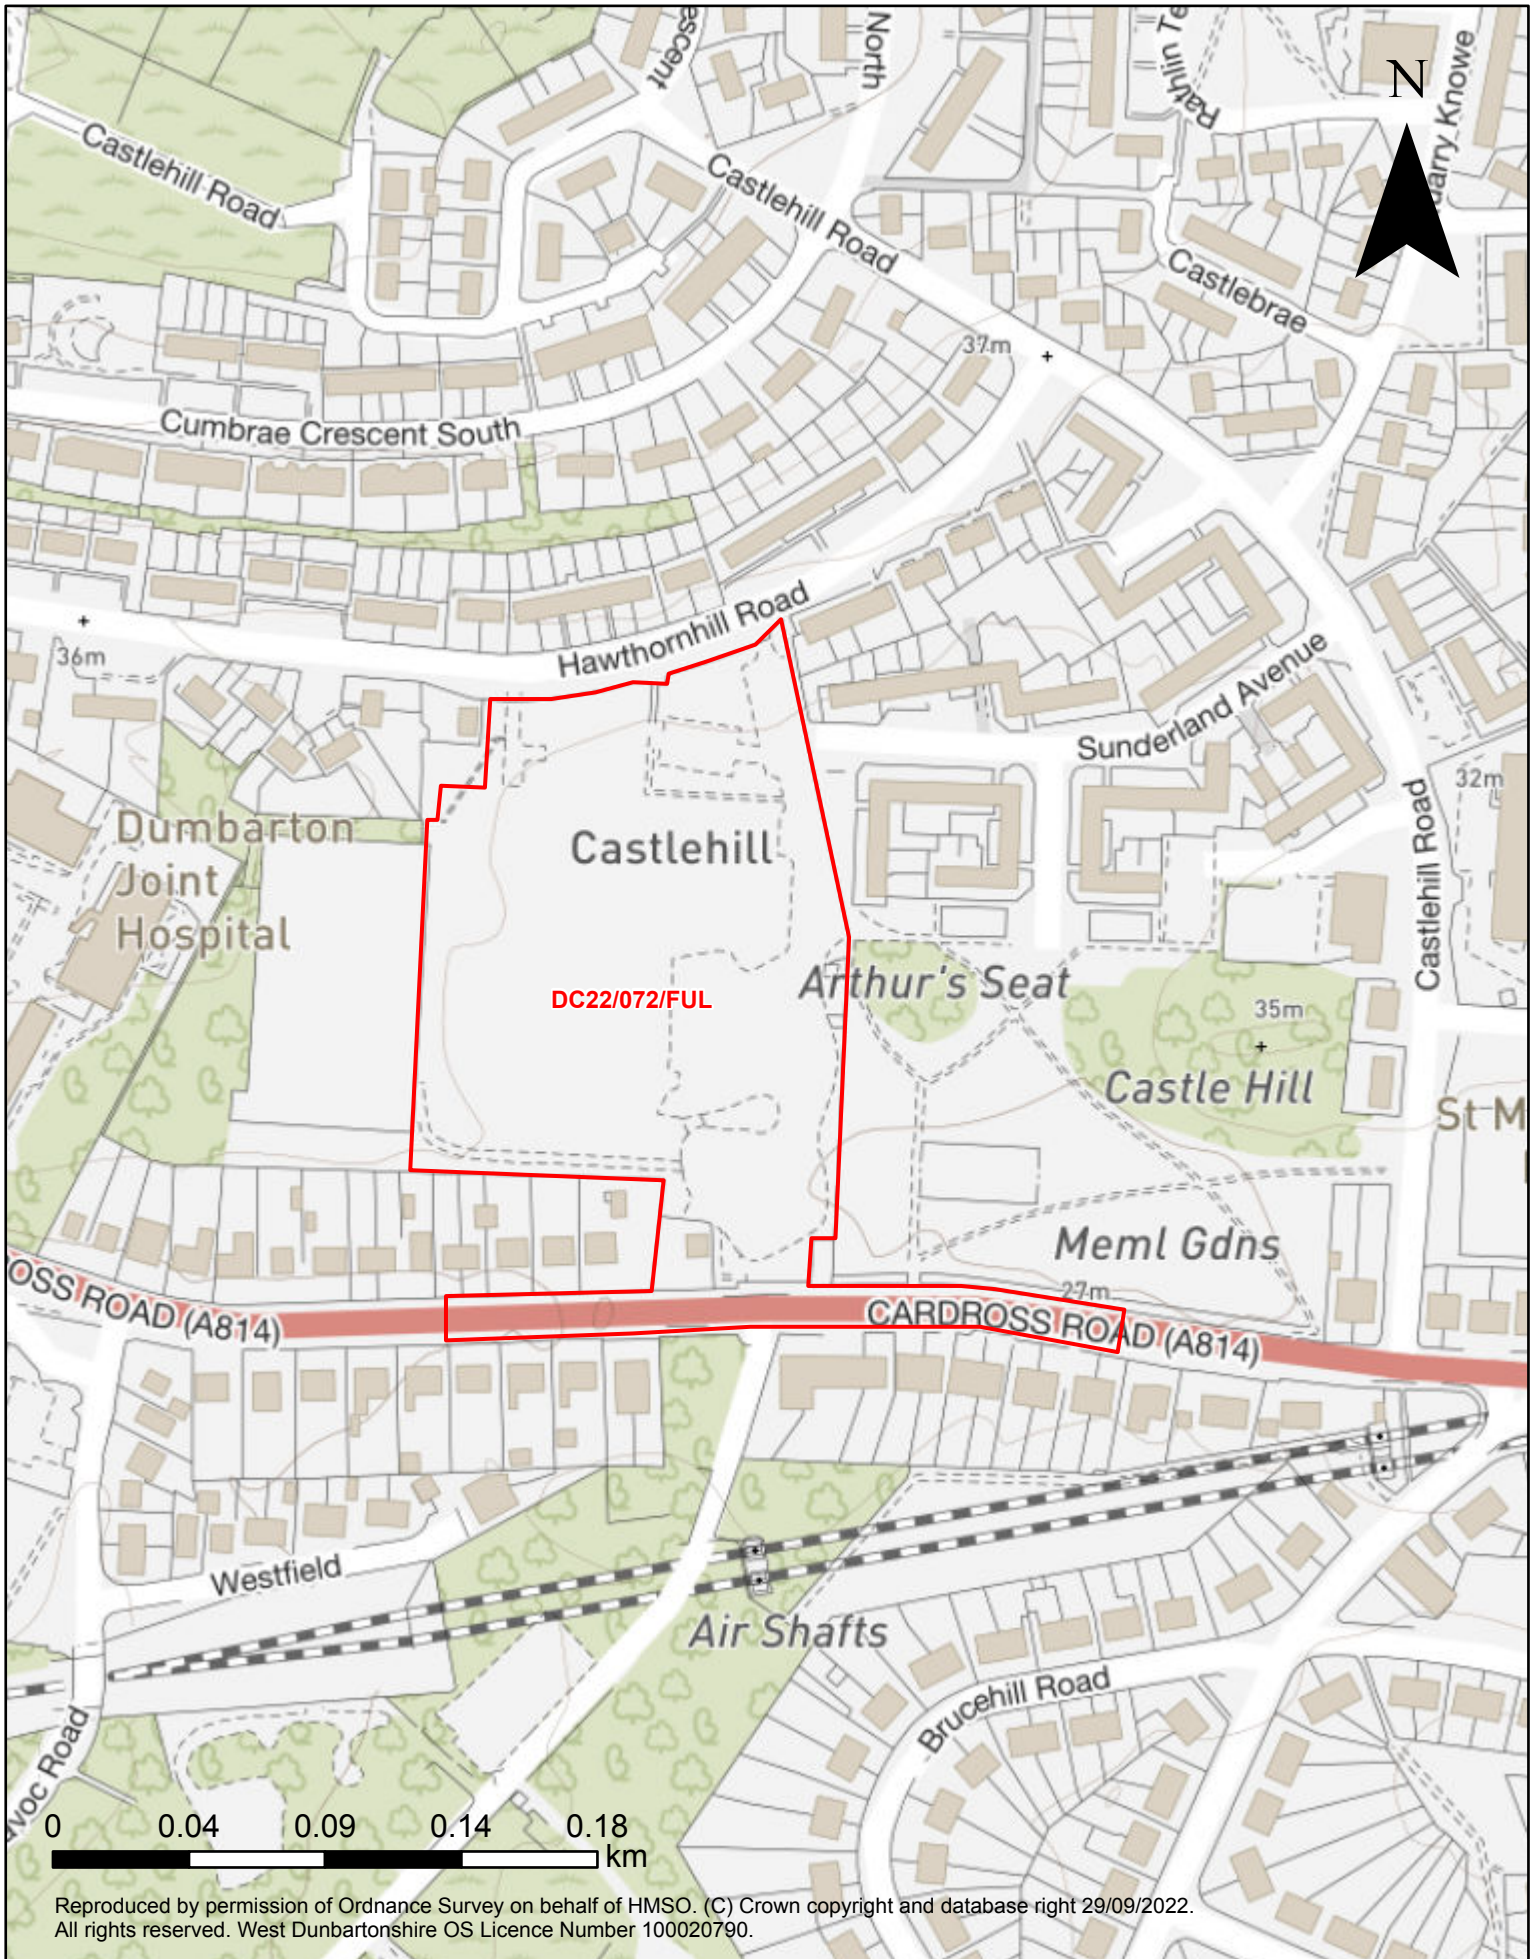 North
Castlehill Road
N
Castlehill Road
Castlebrae
37m
Cumbrae Crescent South
Hawthornhill Road
36m
Sunderland Avenue
32m
Dumbarton
Joint
Hospital
Castlehill
Castlehill Road
DC22/072/FUL
Arthur's Seat
35m
Castle Hill
Meml Gdns
27m
OSS ROAD (A814)
CARDROSS ROAD (A814)
Westfield
Air Shafts
Brucehill Road
0 0.04 0.09 0.14 0.18
km
Reproduced by permission of Ordnance Survey on behalf of HMSO. (C) Crown copyright and database right 29/09/2022.
All rights reserved. West Dunbartonshire OS Licence Number 100020790.